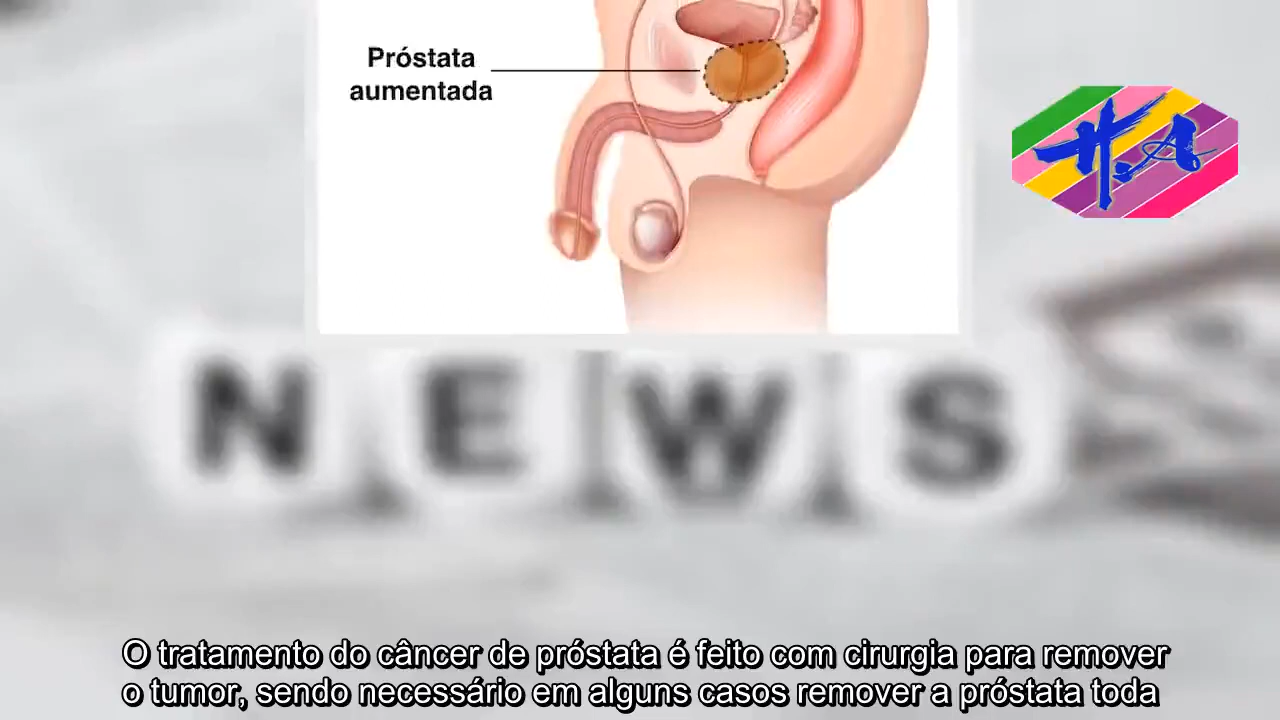 Próstata
aumentada
H.A
NEWS
O tratamento do câncer de próstata é feito com cirurgia para remover
o tumor, sendo necessário em alguns casos remover a próstata toda